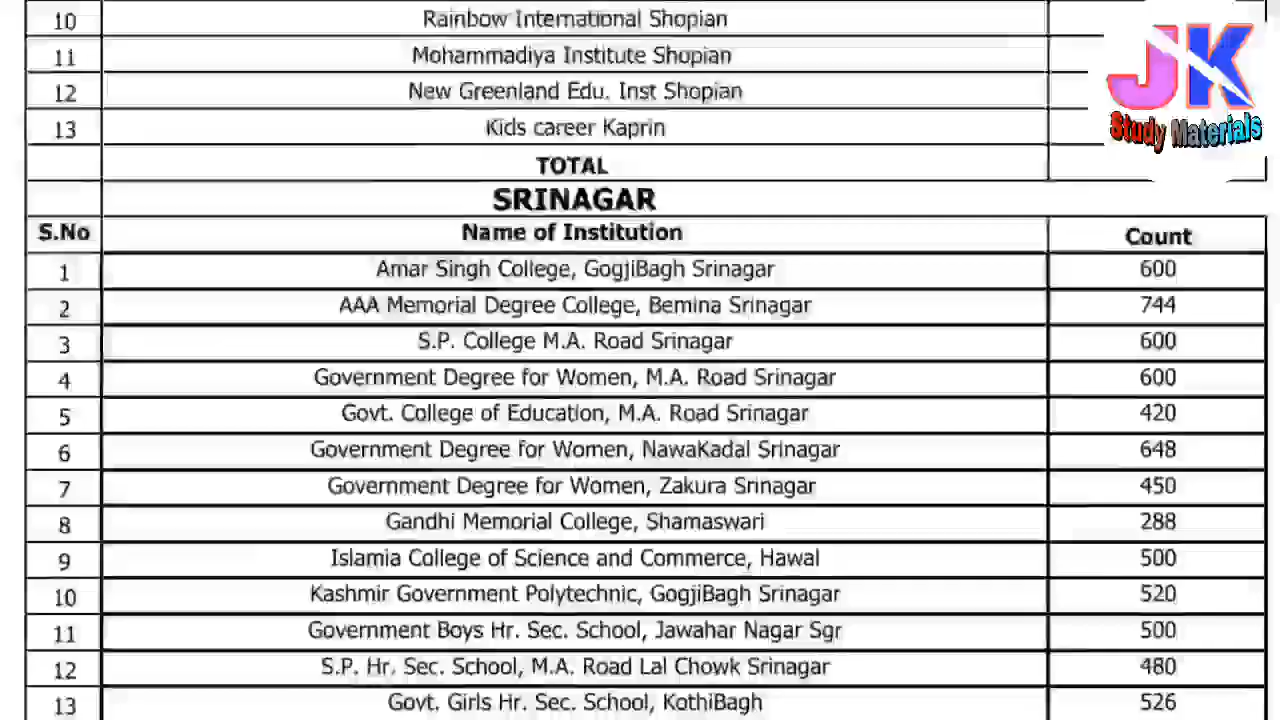 10 Rainbow International Shopian
11 Mohammadiya Institute Shopian
12 New Greenland Edu. Inst Shopian
13 Kids career Kaprin
TOTAL
SRINAGAR
S.No Name of Institution Count
1 Amar Singh College, GogjiBagh Srinagar 600
2 AAA Memorial Degree College, Bemina Srinagar 744
3 S.P. College M.A. Road Srinagar 600
4 Government Degree for Women, M.A. Road Srinagar 600
5 Govt. College of Education, M.A. Road Srinagar 420
6 Government Degree for Women, NawaKadal Srinagar 648
7 Government Degree for Women, Zakura Srinagar 450
8 Gandhi Memorial College, Shamaswari 288
9 Islamia College of Science and Commerce, Hawal 500
10 Kashmir Government Polytechnic, GogjiBagh Srinagar 520
11 Government Boys Hr. Sec. School, Jawahar Nagar Sgr 500
12 S.P. Hr. Sec. School, M.A. Road Lal Chowk Srinagar 480
13 Govt. Girls Hr. Sec. School, KothiBagh 526
JK
Study Materials